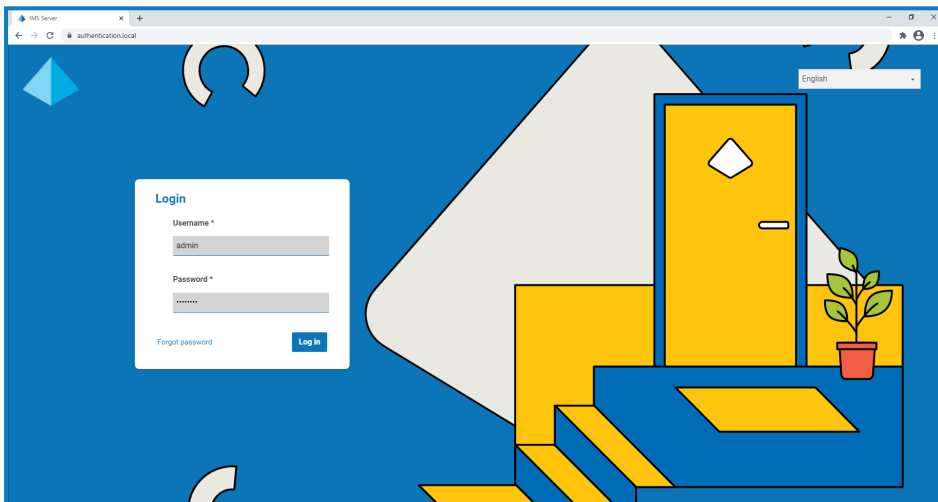 IMS Server
authentication.local
English
Login
Username *
admin
Password *
••••••••
Forgot password
Log in